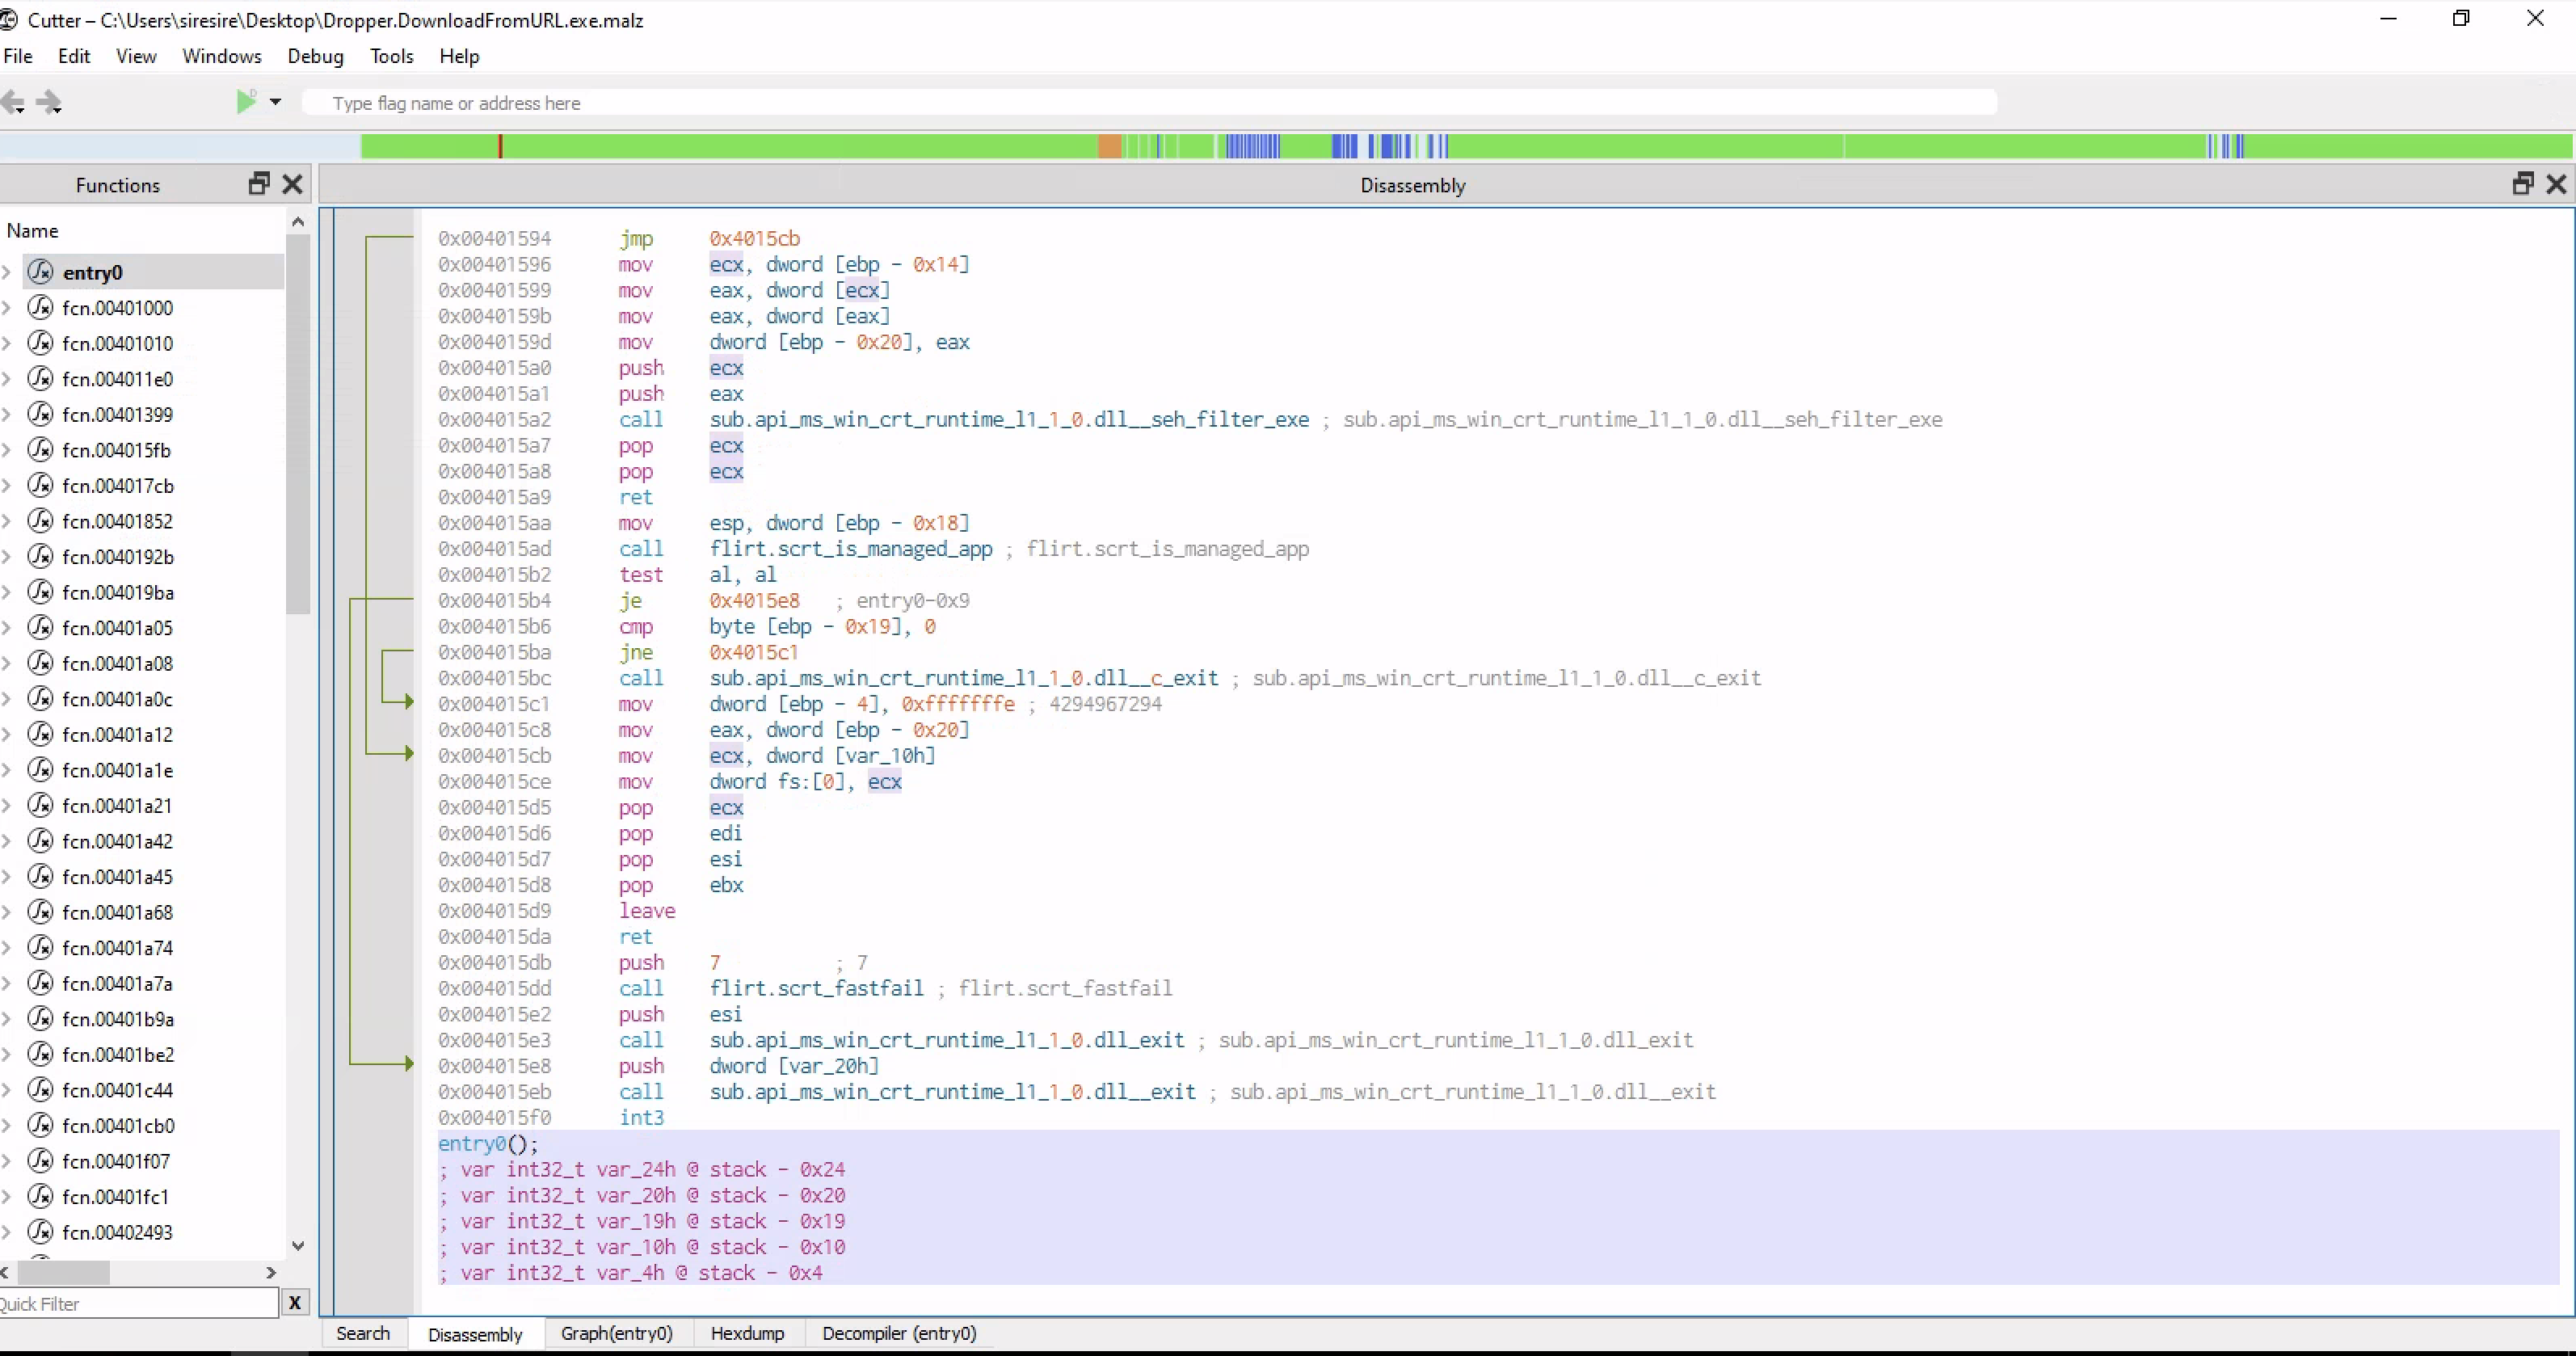 Cutter – C:\Users\siresire\Desktop\Dropper.DownloadFromURL.exe.malz
File Edit View Windows Debug Tools Help
Type flag name or address here
Functions
Name
entry0
fcn.00401000
fcn.00401010
fcn.004011e0
fcn.00401399
fcn.004015fb
fcn.004017cb
fcn.00401852
fcn.0040192b
fcn.004019ba
fcn.00401a05
fcn.00401a08
fcn.00401a0c
fcn.00401a12
fcn.00401a1e
fcn.00401a21
fcn.00401a42
fcn.00401a45
fcn.00401a68
fcn.00401a74
fcn.00401a7a
fcn.00401b9a
fcn.00401be2
fcn.00401c44
fcn.00401cb0
fcn.00401f07
fcn.00401fc1
fcn.00402493
Quick Filter X
Disassembly
0x00401594 jmp 0x4015cb
0x00401596 mov ecx, dword [ebp - 0x14]
0x00401599 mov eax, dword [ecx]
0x0040159b mov eax, dword [eax]
0x0040159d mov dword [ebp - 0x20], eax
0x004015a0 push ecx
0x004015a1 push eax
0x004015a2 call sub.api_ms_win_crt_runtime_l1_1_0.dll__seh_filter_exe ; sub.api_ms_win_crt_runtime_l1_1_0.dll__seh_filter_exe
0x004015a7 pop ecx
0x004015a8 pop ecx
0x004015a9 ret
0x004015aa mov esp, dword [ebp - 0x18]
0x004015ad call flirt.scrt_is_managed_app ; flirt.scrt_is_managed_app
0x004015b2 test al, al
0x004015b4 je 0x4015e8 ; entry0-0x9
0x004015b6 cmp byte [ebp - 0x19], 0
0x004015ba jne 0x4015c1
0x004015bc call sub.api_ms_win_crt_runtime_l1_1_0.dll__c_exit ; sub.api_ms_win_crt_runtime_l1_1_0.dll__c_exit
0x004015c1 mov dword [ebp - 4], 0xfffffffe ; 4294967294
0x004015c8 mov eax, dword [ebp - 0x20]
0x004015cb mov ecx, dword [var_10h]
0x004015ce mov dword fs:[0], ecx
0x004015d5 pop ecx
0x004015d6 pop edi
0x004015d7 pop esi
0x004015d8 pop ebx
0x004015d9 leave
0x004015da ret
0x004015db push 7 ; 7
0x004015dd call flirt.scrt_fastfail ; flirt.scrt_fastfail
0x004015e2 push esi
0x004015e3 call sub.api_ms_win_crt_runtime_l1_1_0.dll_exit ; sub.api_ms_win_crt_runtime_l1_1_0.dll_exit
0x004015e8 push dword [var_20h]
0x004015eb call sub.api_ms_win_crt_runtime_l1_1_0.dll__exit ; sub.api_ms_win_crt_runtime_l1_1_0.dll__exit
0x004015f0 int3
entry0();
; var int32_t var_24h @ stack - 0x24
; var int32_t var_20h @ stack - 0x20
; var int32_t var_19h @ stack - 0x19
; var int32_t var_10h @ stack - 0x10
; var int32_t var_4h @ stack - 0x4
Search Disassembly Graph(entry0) Hexdump Decompiler (entry0)